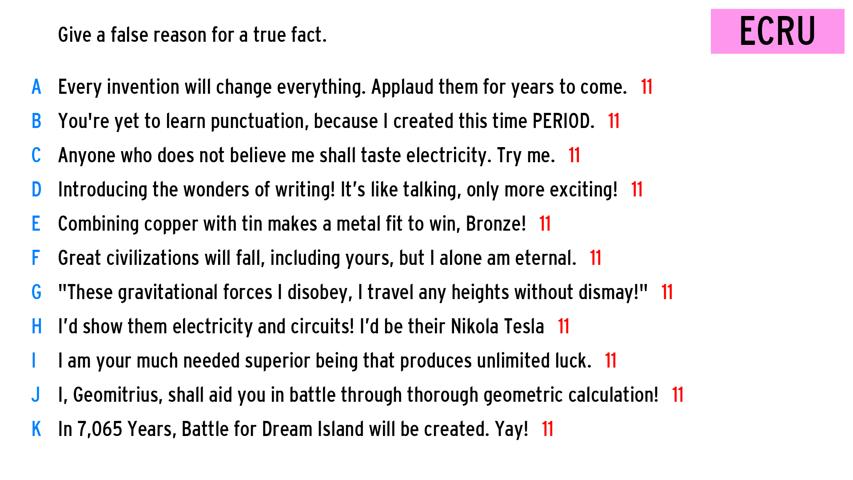 Give a false reason for a true fact.
ECRU
A Every invention will change everything. Applaud them for years to come. 11
B You're yet to learn punctuation, because I created this time PERIOD. 11
C Anyone who does not believe me shall taste electricity. Try me. 11
D Introducing the wonders of writing! It's like talking, only more exciting! 11
E Combining copper with tin makes a metal fit to win, Bronze! 11
F Great civilizations will fall, including yours, but I alone am eternal. 11
G "These gravitational forces I disobey, I travel any heights without dismay!" 11
H I'd show them electricity and circuits! I'd be their Nikola Tesla 11
I I am your much needed superior being that produces unlimited luck. 11
J I, Geomitrius, shall aid you in battle through thorough geometric calculation! 11
K In 7,065 Years, Battle for Dream Island will be created. Yay! 11